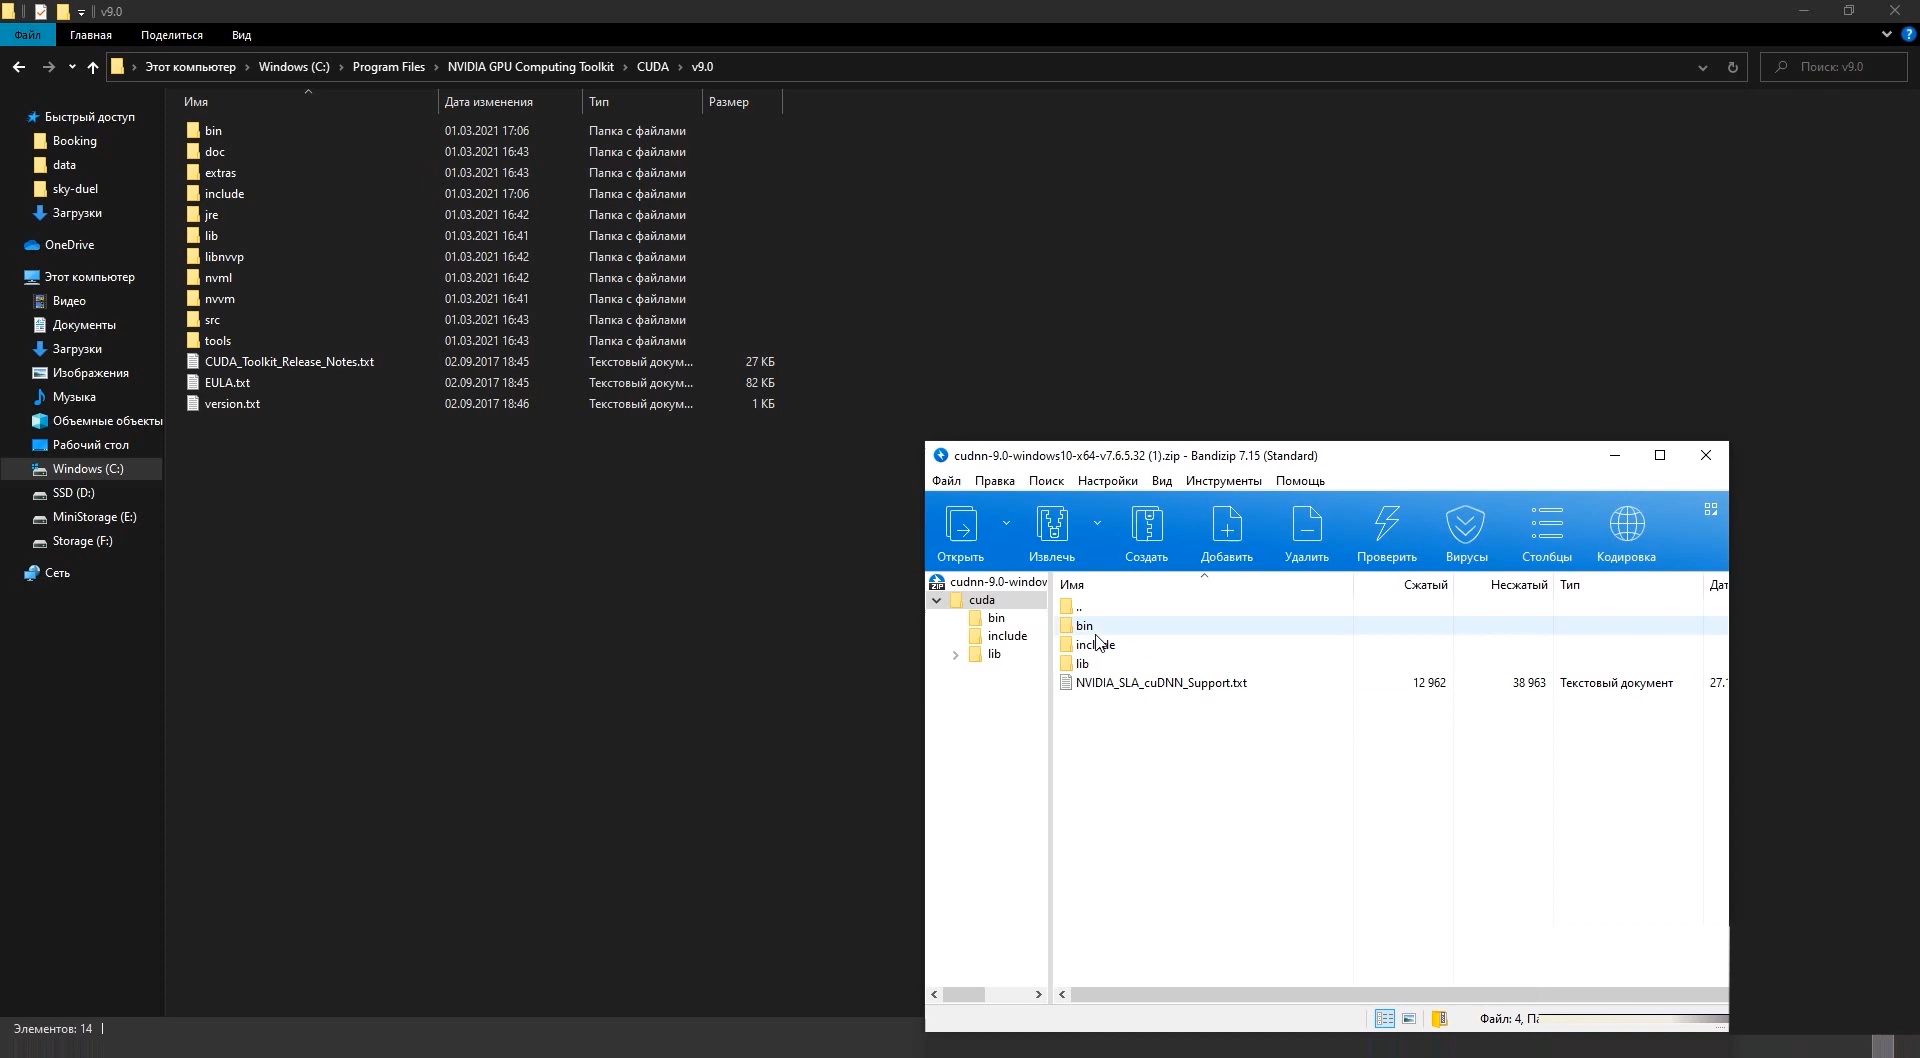 v9.0
Файл Главная Поделиться Вид
Этот компьютер Windows (C:) Program Files NVIDIA GPU Computing Toolkit CUDA v9.0
Поиск: v9.0
Быстрый доступ
Booking
data
sky-duel
Загрузки
OneDrive
Этот компьютер
Видео
Документы
Загрузки
Изображения
Музыка
Объемные объекты
Рабочий стол
Windows (C:)
SSD (D:)
MiniStorage (E:)
Storage (F:)
Сеть
Имя Дата изменения Тип Размер
bin 01.03.2021 17:06 Папка с файлами
doc 01.03.2021 16:43 Папка с файлами
extras 01.03.2021 16:43 Папка с файлами
include 01.03.2021 17:06 Папка с файлами
jre 01.03.2021 16:42 Папка с файлами
lib 01.03.2021 16:41 Папка с файлами
libnvvp 01.03.2021 16:42 Папка с файлами
nvml 01.03.2021 16:42 Папка с файлами
nvvm 01.03.2021 16:41 Папка с файлами
src 01.03.2021 16:43 Папка с файлами
tools 01.03.2021 16:43 Папка с файлами
CUDA_Toolkit_Release_Notes.txt 02.09.2017 18:45 Текстовый докум... 27 КБ
EULA.txt 02.09.2017 18:45 Текстовый докум... 82 КБ
version.txt 02.09.2017 18:46 Текстовый докум... 1 КБ
Элементов: 14
cudnn-9.0-windows10-x64-v7.6.5.32 (1).zip - Bandizip 7.15 (Standard)
Файл Правка Поиск Настройки Вид Инструменты Помощь
Открыть Извлечь Создать Добавить Удалить Проверить Вирусы Столбцы Кодировка
cudnn-9.0-window
cuda
bin
include
lib
Имя Сжатый Несжатый Тип Дат
..
bin
include
lib
NVIDIA_SLA_cuDNN_Support.txt 12 962 38 963 Текстовый документ 27.
Файл: 4,